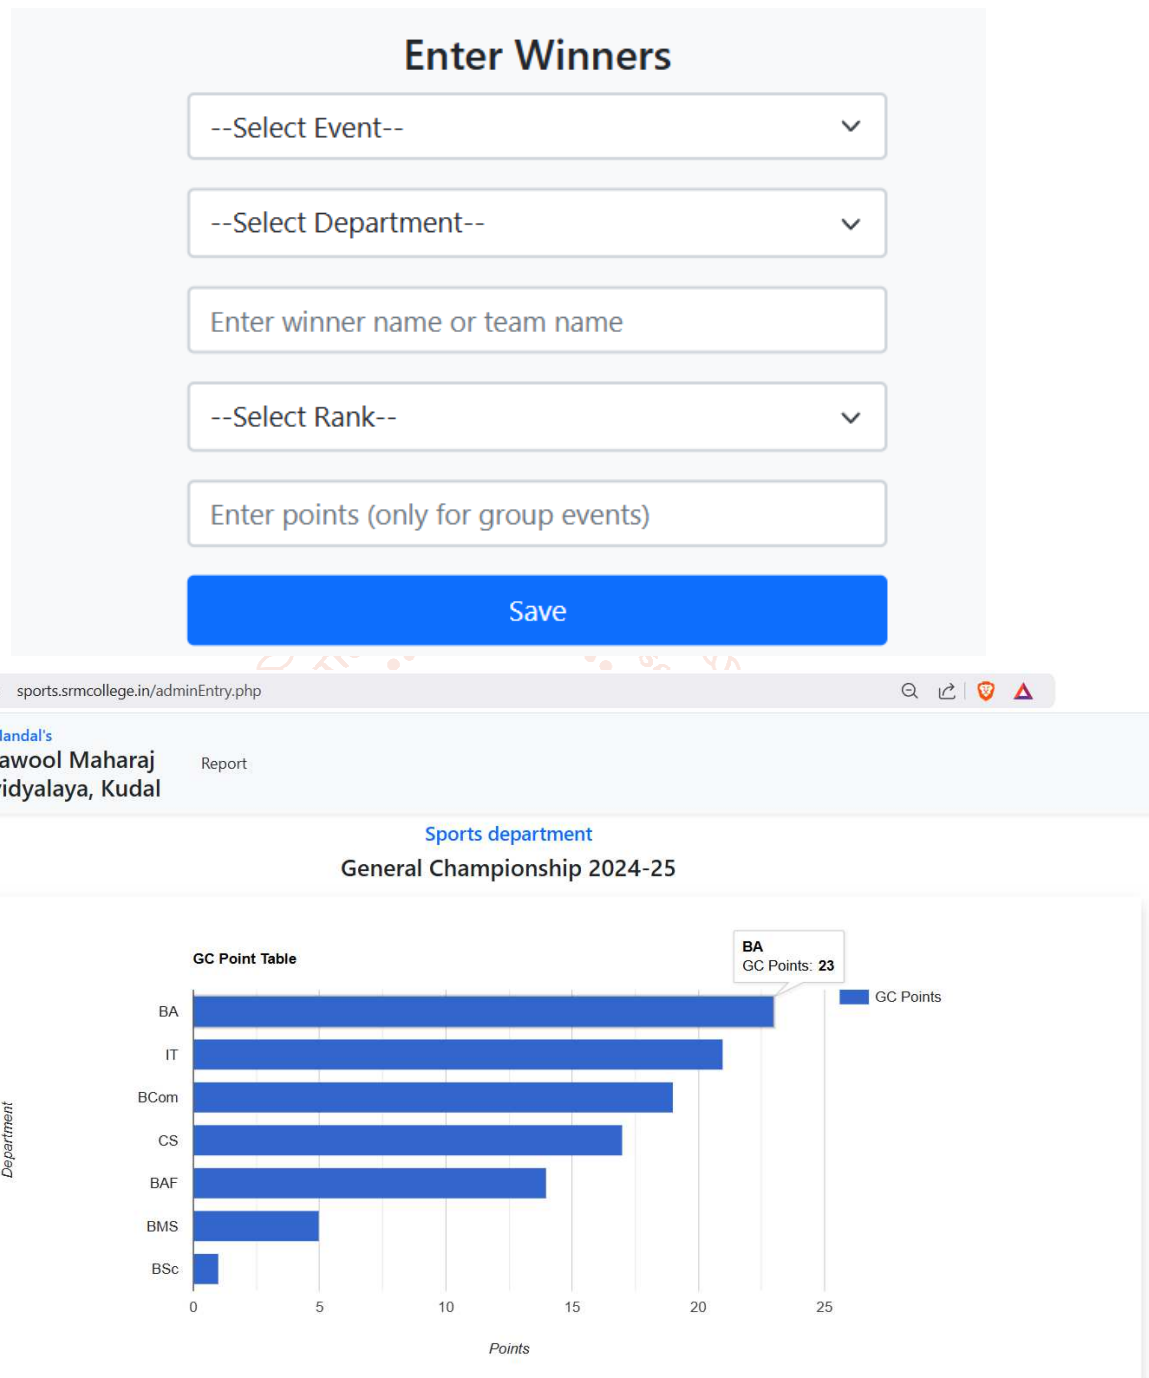 Enter Winners
--Select Event--
--Select Department--
Enter winner name or team name
--Select Rank--
Enter points (only for group events)
Save
sports.srmcollege.in/adminEntry.php
Mandal's
awool Maharaj
vidyalaya, Kudal
Report
Sports department
General Championship 2024-25
GC Point Table
BA
GC Points: 23
GC Points
BA
IT
BCom
CS
BAF
BMS
BSc
Department
0 5 10 15 20 25
Points